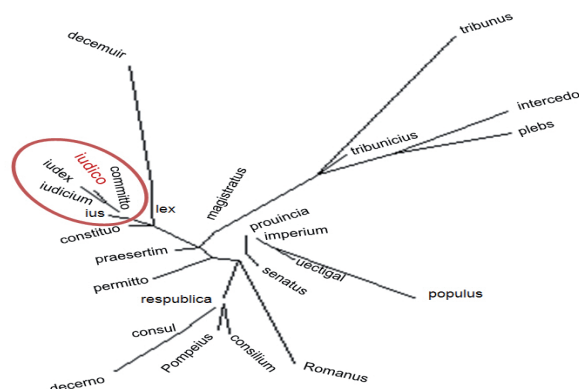 tribunus
decemuir
intercedo
plebs
tribunicius
iudico
committo
iudex
iudicium
ius
lex
magistratus
constituo
prouincia
imperium
praesertim
uectigal
senatus
permitto
populus
respublica
consul
Pompeius
consilium
Romanus
decerno